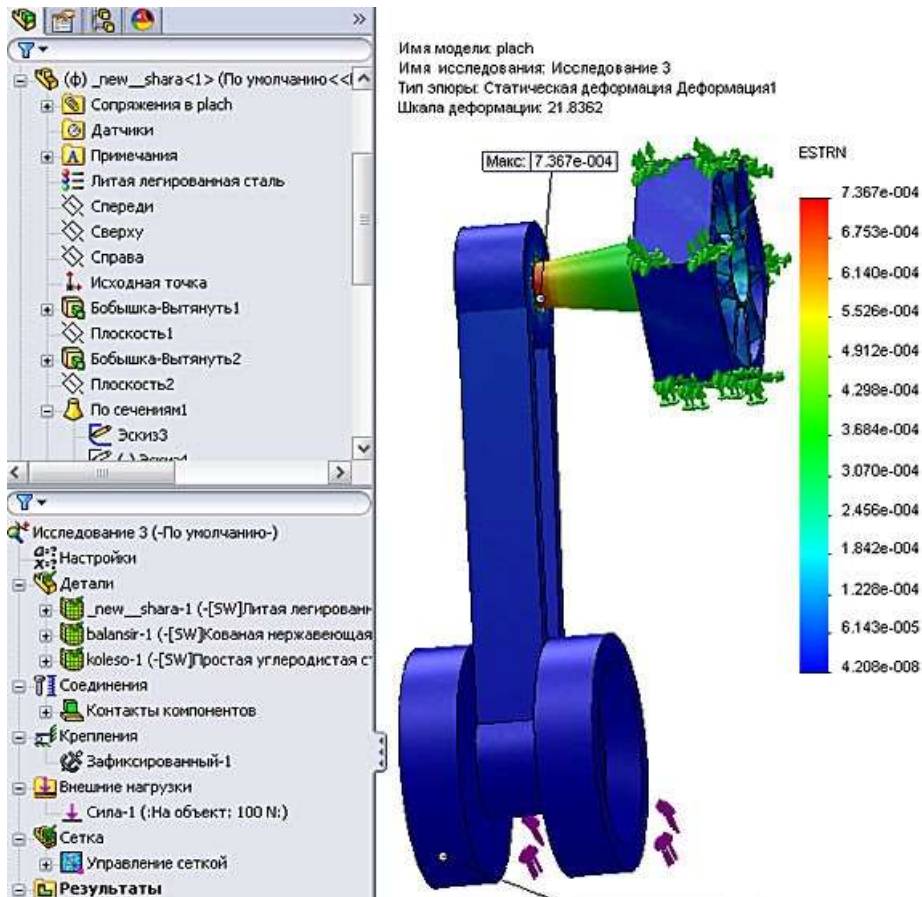 (ф) _new__shara<1> (По умолчанию<<
Сопряжения в plach
Датчики
Примечания
Литая легированная сталь
Спереди
Сверху
Справа
Исходная точка
Бобышка-Вытянуть1
Плоскость1
Бобышка-Вытянуть2
Плоскость2
По сечениям1
Эскиз3
Исследование 3 (-По умолчанию-)
Настройки
Детали
_new__shara-1 (-[SW]Литая легированн
balansir-1 (-[SW]Кованая нержавеющая
koleso-1 (-[SW]Простая углеродистая ст
Соединения
Контакты компонентов
Крепления
Зафиксированный-1
Внешние нагрузки
Сила-1 (:На объект: 100 N:)
Сетка
Управление сеткой
Результаты
Имя модели: plach
Имя исследования: Исследование 3
Тип эпюры: Статическая деформация Деформация1
Шкала деформации: 21.8362
Макс: 7.367e-004
ESTRN
7.367e-004
6.753e-004
6.140e-004
5.526e-004
4.912e-004
4.298e-004
3.684e-004
3.070e-004
2.456e-004
1.842e-004
1.228e-004
6.143e-005
4.208e-008